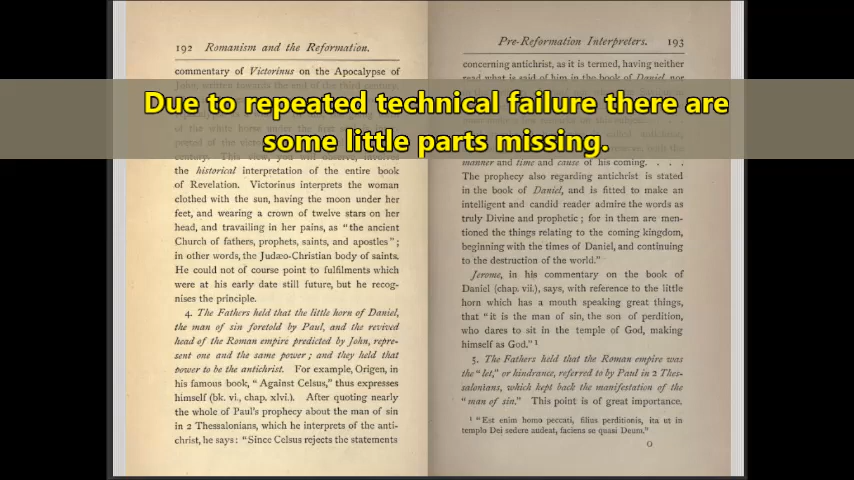 192 Romanism and the Reformation.
commentary of Victorinus on the Apocalypse of
Due to repeated technical failure there are
some little parts missing.
the historical interpretation of the entire book
of Revelation. Victorinus interprets the woman
clothed with the sun, having the moon under her
feet, and wearing a crown of twelve stars on her
head, and travailing in her pains, as “the ancient
Church of fathers, prophets, saints, and apostles”;
in other words, the Judæo-Christian body of saints.
He could not of course point to fulfilments which
were at his early date still future, but he recog-
nises the principle.
4. The Fathers held that the little horn of Daniel,
the man of sin foretold by Paul, and the revived
head of the Roman empire predicted by John, repre-
sent one and the same power; and they held that
power to be the antichrist. For example, Origen, in
his famous book, “Against Celsus,” thus expresses
himself (bk. vi., chap. xlvi.). After quoting nearly
the whole of Paul's prophecy about the man of sin
in 2 Thessalonians, which he interprets of the anti-
christ, he says: “Since Celsus rejects the statements
Pre-Reformation Interpreters. 193
concerning antichrist, as it is termed, having neither
read what is said of him in the book of Daniel, nor
manner and time and cause of his coming. . . .
The prophecy also regarding antichrist is stated
in the book of Daniel, and is fitted to make an
intelligent and candid reader admire the words as
truly Divine and prophetic; for in them are men-
tioned the things relating to the coming kingdom,
beginning with the times of Daniel, and continuing
to the destruction of the world.”
Jerome, in his commentary on the book of
Daniel (chap. vii.), says, with reference to the little
horn which has a mouth speaking great things,
that “it is the man of sin, the son of perdition,
who dares to sit in the temple of God, making
himself as God.” 1
5. The Fathers held that the Roman empire was
the “let,” or hindrance, referred to by Paul in 2 Thes-
salonians, which kept back the manifestation of the
“man of sin.” This point is of great importance.
1 “Est enim homo peccati, filius perditionis, ita ut in
templo Dei sedere audeat, faciens se quasi Deum.”
O